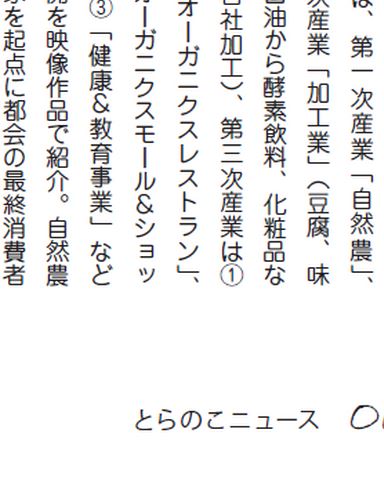 は、第一次産業「自然農」、
次産業「加工業」（豆腐、味
油から酵素飲料、化粧品な
社加工）、第三次産業は①
オーガニクスレストラン」、
オーガニクスモール＆ショッ
③「健康＆教育事業」など
を映像作品で紹介。自然農
を起点に都会の最終消費者
とらのこニュース